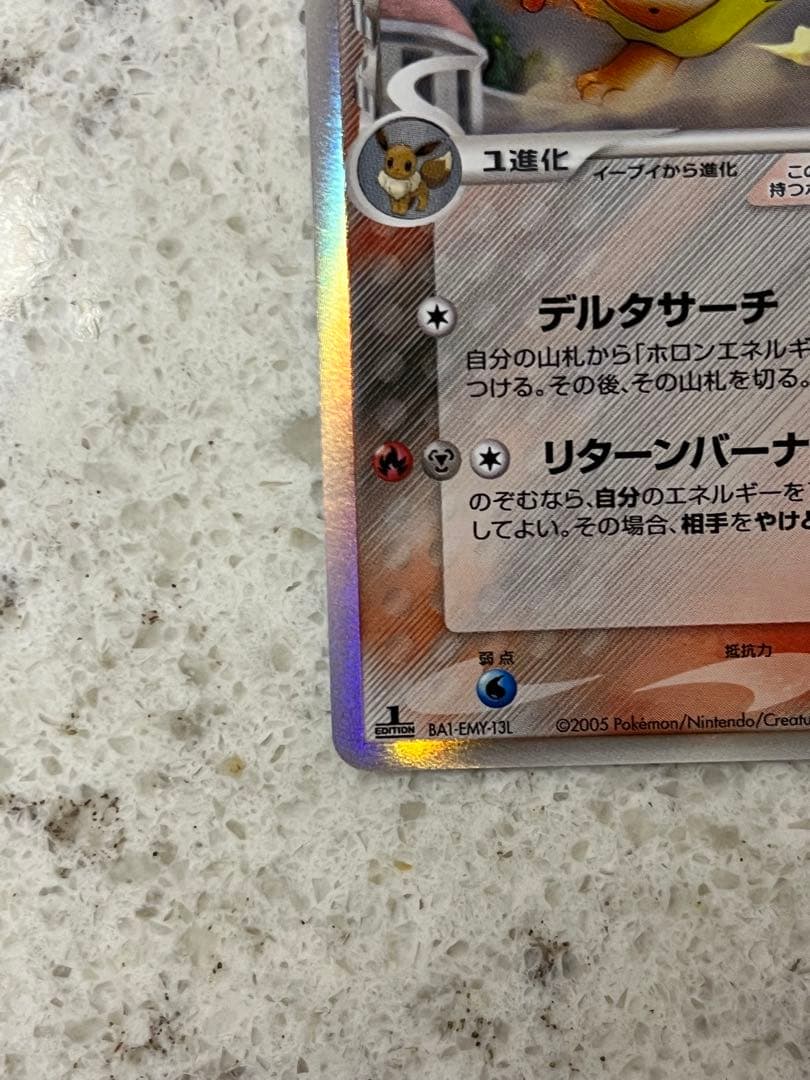 1進化
イーブイから進化
この
持つポ
デルタサーチ
自分の山札から「ホロンエネルギ
つける。その後、その山札を切る。
リターンバーナ
のぞむなら、自分のエネルギーを
してよい。その場合、相手をやけど
弱点
抵抗力
1
EDITION
BA1-EMY-13L
©2005 Pokémon/Nintendo/Creatu